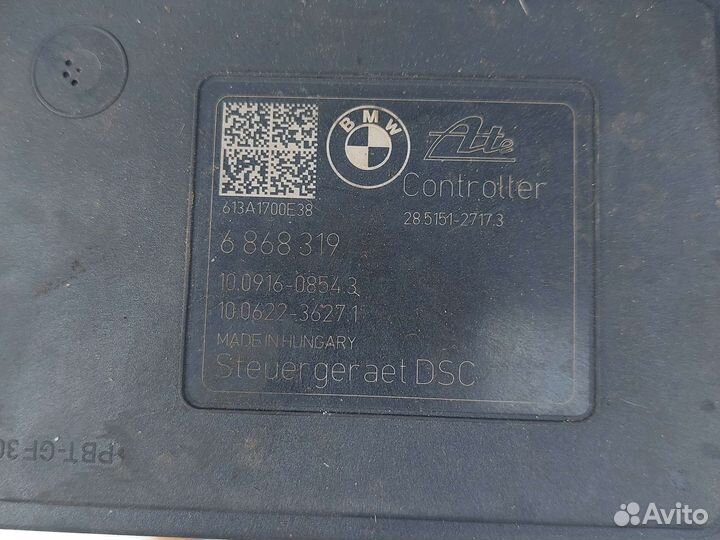 BMW
Ate
Controller
613A1700E38
28.5151-2717.3
6 868 319
10.0916-0854.3
10.0622-3627.1
MADE IN HUNGARY
Steuergeraet DSC
PBT-GF30
Avito